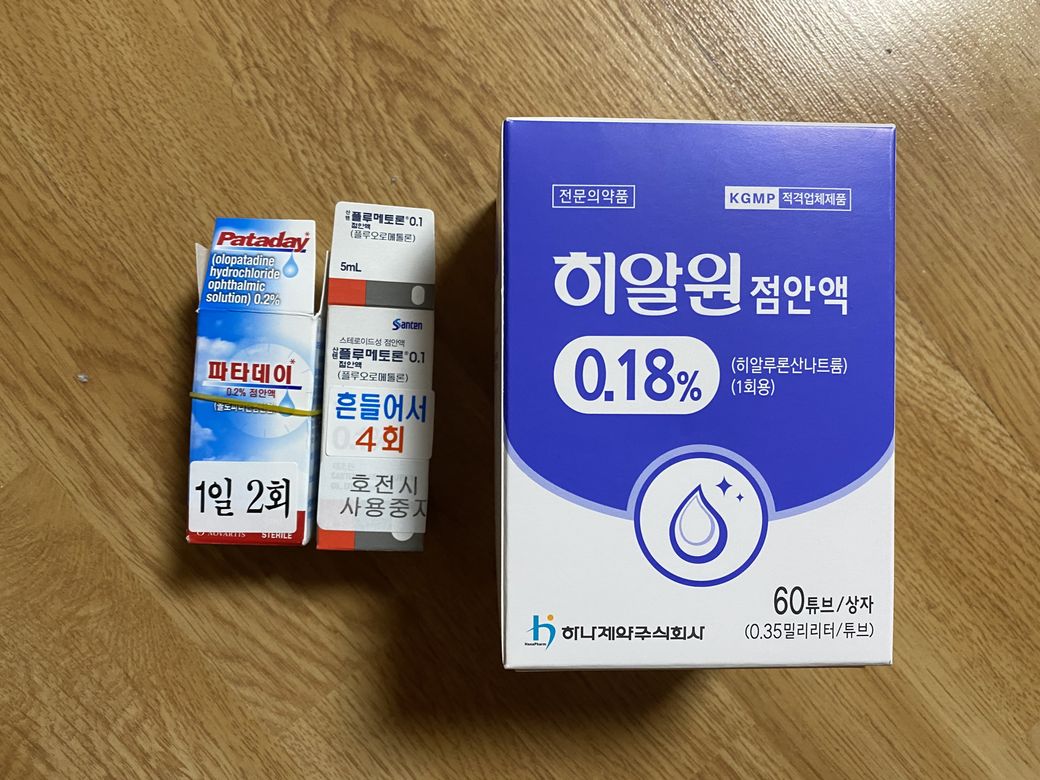 Pataday*
(olopatadine
hydrochloride
ophthalmic
solution) 0.2%
파타데이*
0.2% 점안액
1일 2회
NOVARTIS
STERILE
산텐 플루메토론®0.1
점안액
(플루오로메톨론)
5mL
Santen
스테로이드성 점안액
산텐 플루메토론®0.1
점안액
(플루오로메톨론)
흔들어서
4회
호전시
사용중지
전문의약품
KGMP 적격업체제품
히알원 점안액
0.18%
(히알루론산나트륨)
(1회용)
60튜브/상자
(0.35밀리리터/튜브)
HanaPharm
하나제약주식회사